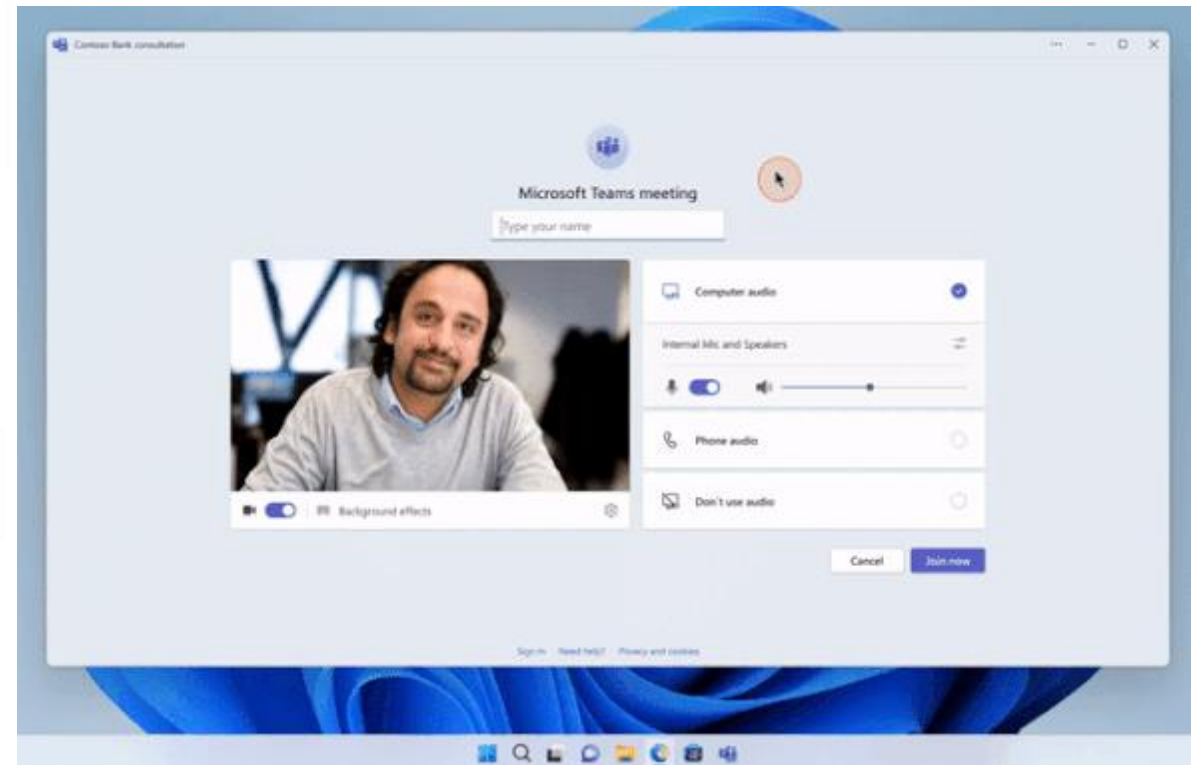 Contoso Bank consultation
Microsoft Teams meeting
Type your name
Computer audio
Internal Mic and Speakers
Phone audio
Don't use audio
Background effects
Cancel
Join now
Sign in
Need help?
Privacy and cookies